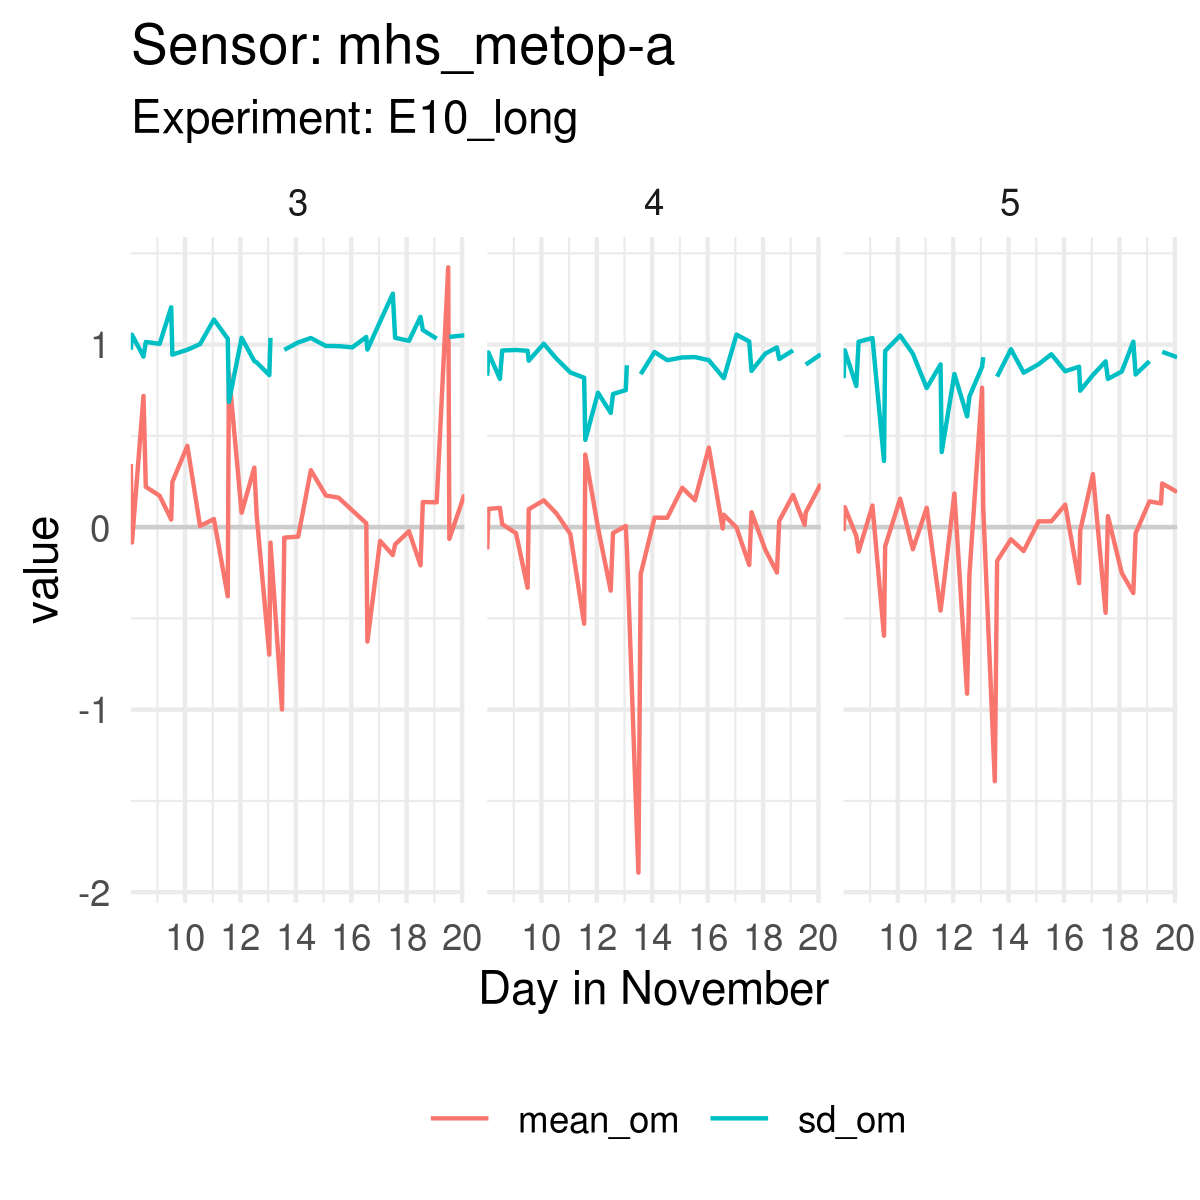 Sensor: mhs_metop-a
Experiment: E10_long
3 4 5
value
1
0
-1
-2
10 12 14 16 18 20 10 12 14 16 18 20 10 12 14 16 18 20
Day in November
mean_om sd_om